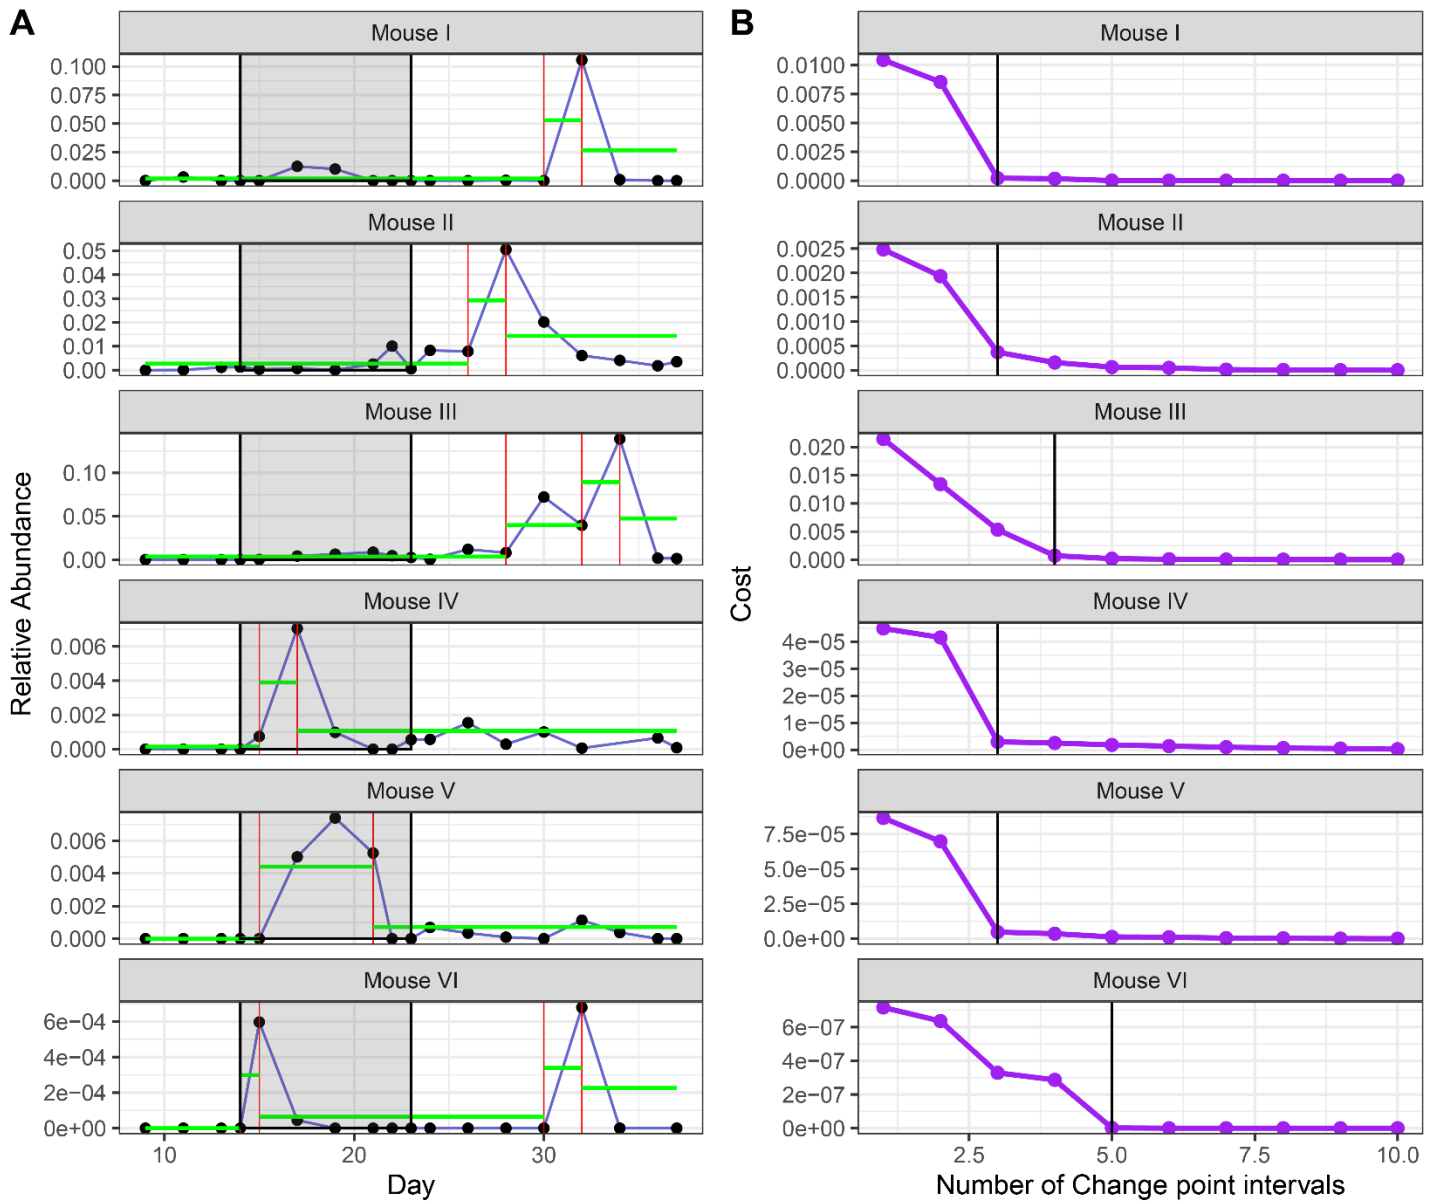 A
B
Mouse I
0.100
0.075
0.050
0.025
0.000
Mouse II
0.05
0.04
0.03
0.02
0.01
0.00
Mouse III
0.10
0.05
0.00
Mouse IV
0.006
0.004
0.002
0.000
Mouse V
0.006
0.004
0.002
0.000
Mouse VI
6e−04
4e−04
2e−04
0e+00
10
20
30
Relative Abundance
Day
Mouse I
0.0100
0.0075
0.0050
0.0025
0.0000
Mouse II
0.0025
0.0020
0.0015
0.0010
0.0005
0.0000
Mouse III
0.020
0.015
0.010
0.005
0.000
Mouse IV
4e−05
3e−05
2e−05
1e−05
0e+00
Mouse V
7.5e−05
5.0e−05
2.5e−05
0.0e+00
Mouse VI
6e−07
4e−07
2e−07
0e+00
2.5
5.0
7.5
10.0
Cost
Number of Change point intervals